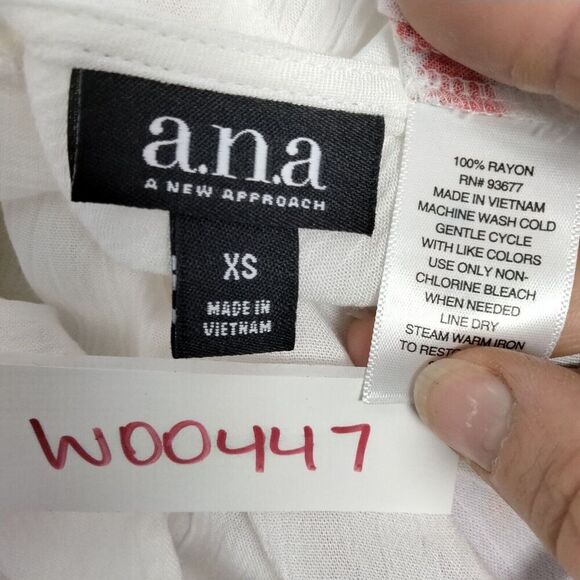 a.n.a
A NEW APPROACH
XS
MADE IN
VIETNAM
100% RAYON
RN# 93677
MADE IN VIETNAM
MACHINE WASH COLD
GENTLE CYCLE
WITH LIKE COLORS
USE ONLY NON-
CHLORINE BLEACH
WHEN NEEDED
LINE DRY
STEAM WARM IRON
TO
W00447